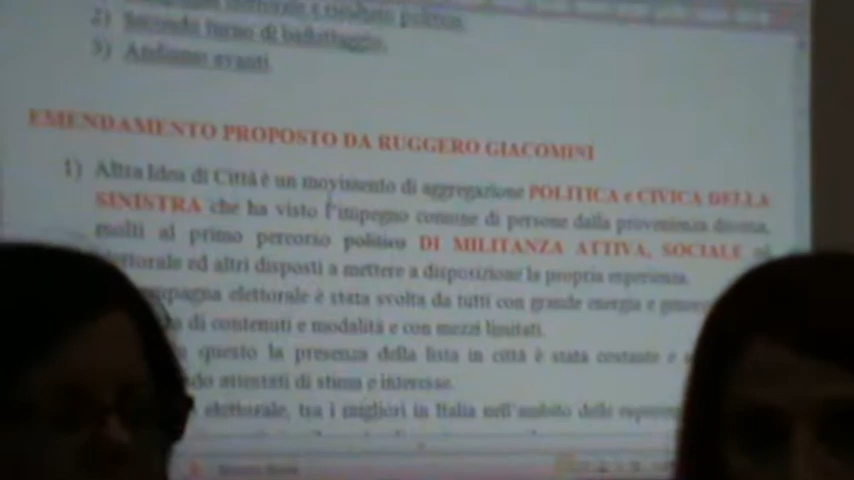 elettorale e risultato politico.
2) Secondo turno di ballottaggio.
3) Andiamo avanti.
EMENDAMENTO PROPOSTO DA RUGGERO GIACOMINI
1) Altra Idea di Città è un movimento di aggregazione POLITICA e CIVICA DELLA
SINISTRA che ha visto l'impegno comune di persone dalla provenienza diversa,
molti al primo percorso politico DI MILITANZA ATTIVA, SOCIALE ed
elettorale ed altri disposti a mettere a disposizione la propria esperienza.
campagna elettorale è stata svolta da tutti con grande energia e
di contenuti e modalità e con mezzi limitati.
questo la presenza della lista in città è stata costante e
attestati di stima e interesse.
elettorale, tra i migliori in Italia nell'ambito delle